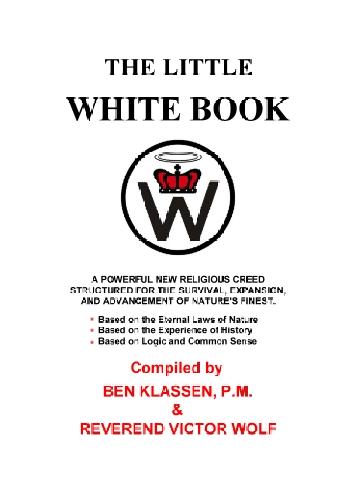 THE LITTLE
WHITE BOOK
W
A POWERFUL NEW RELIGIOUS CREED
STRUCTURED FOR THE SURVIVAL, EXPANSION,
AND ADVANCEMENT OF NATURE'S FINEST.
Based on the Eternal Laws of Nature
Based on the Experience of History
Based on Logic and Common Sense
Compiled by
BEN KLASSEN, P.M.
&
REVEREND VICTOR WOLF